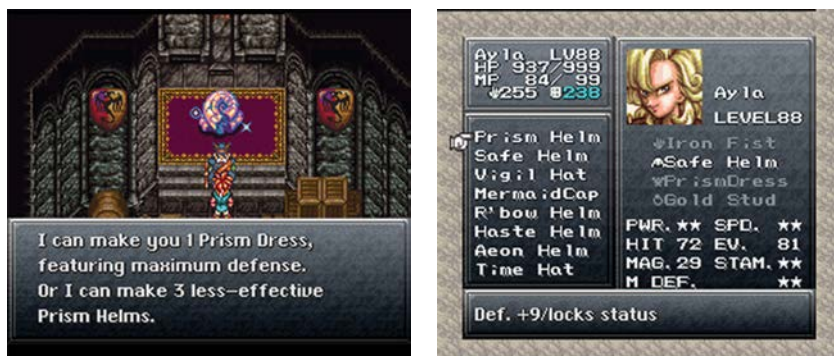 I can make you 1 Prism Dress,
featuring maximum defense.
Or I can make 3 less-effective
Prism Helms.
Ayla LV88
HP 937/999
MP 84/ 99
255 238
Prism Helm
Safe Helm
Vigil Hat
MermaidCap
R'bow Helm
Haste Helm
Aeon Helm
Time Hat
Ayla
LEVEL88
Iron Fist
Safe Helm
PrismDress
Gold Stud
PWR. ★★ SPD. ★★
HIT 72 EV. 81
MAG. 29 STAM. ★★
M DEF. ★★
Def. +9/locks status